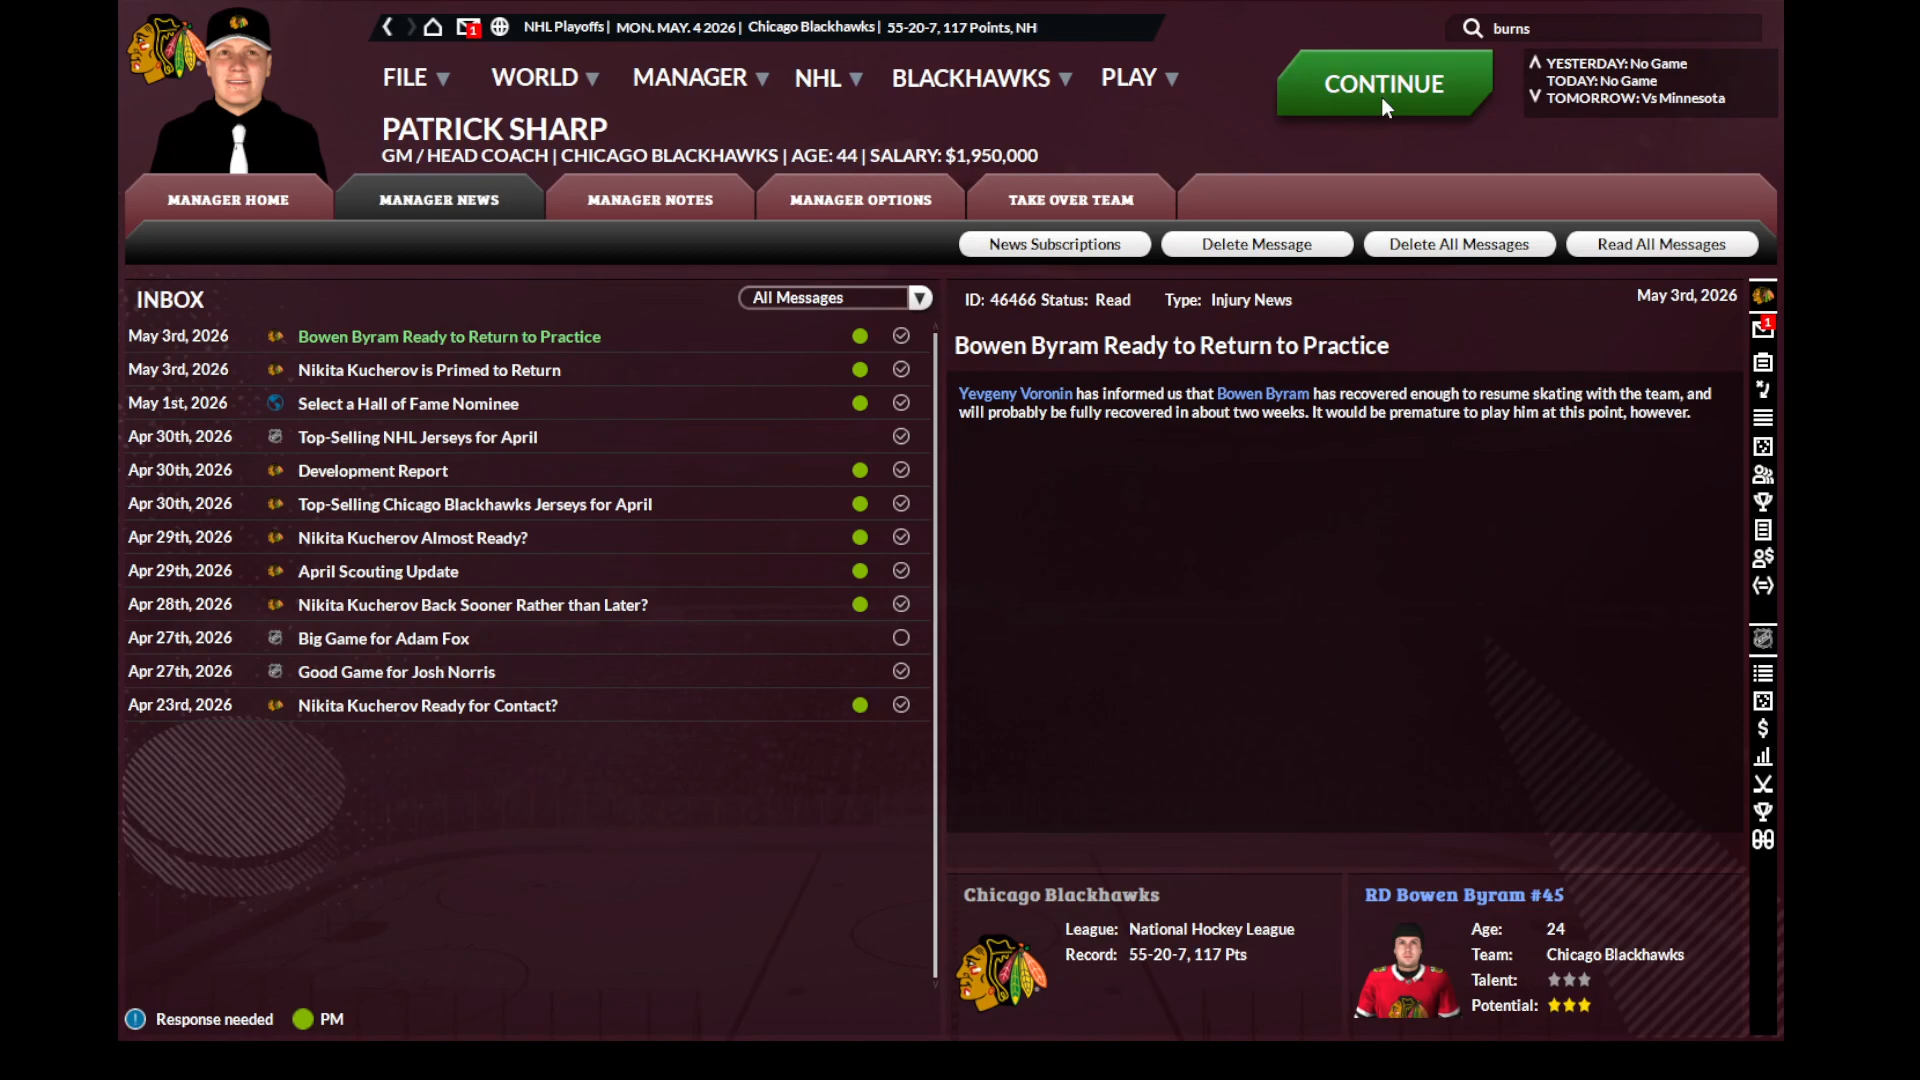 1
NHL Playoffs | MON. MAY. 4 2026 | Chicago Blackhawks | 55-20-7, 117 Points, NH
burns
FILE
WORLD
MANAGER
NHL
BLACKHAWKS
PLAY
CONTINUE
YESTERDAY: No Game
TODAY: No Game
TOMORROW: Vs Minnesota
PATRICK SHARP
GM / HEAD COACH | CHICAGO BLACKHAWKS | AGE: 44 | SALARY: $1,950,000
MANAGER HOME
MANAGER NEWS
MANAGER NOTES
MANAGER OPTIONS
TAKE OVER TEAM
News Subscriptions
Delete Message
Delete All Messages
Read All Messages
INBOX
All Messages
May 3rd, 2026 Bowen Byram Ready to Return to Practice
May 3rd, 2026 Nikita Kucherov is Primed to Return
May 1st, 2026 Select a Hall of Fame Nominee
Apr 30th, 2026 Top-Selling NHL Jerseys for April
Apr 30th, 2026 Development Report
Apr 30th, 2026 Top-Selling Chicago Blackhawks Jerseys for April
Apr 29th, 2026 Nikita Kucherov Almost Ready?
Apr 29th, 2026 April Scouting Update
Apr 28th, 2026 Nikita Kucherov Back Sooner Rather than Later?
Apr 27th, 2026 Big Game for Adam Fox
Apr 27th, 2026 Good Game for Josh Norris
Apr 23rd, 2026 Nikita Kucherov Ready for Contact?
Response needed
PM
ID: 46466 Status: Read Type: Injury News
May 3rd, 2026
Bowen Byram Ready to Return to Practice
Yevgeny Voronin has informed us that Bowen Byram has recovered enough to resume skating with the team, and
will probably be fully recovered in about two weeks. It would be premature to play him at this point, however.
Chicago Blackhawks
League: National Hockey League
Record: 55-20-7, 117 Pts
RD Bowen Byram #45
Age: 24
Team: Chicago Blackhawks
Talent:
Potential:
1